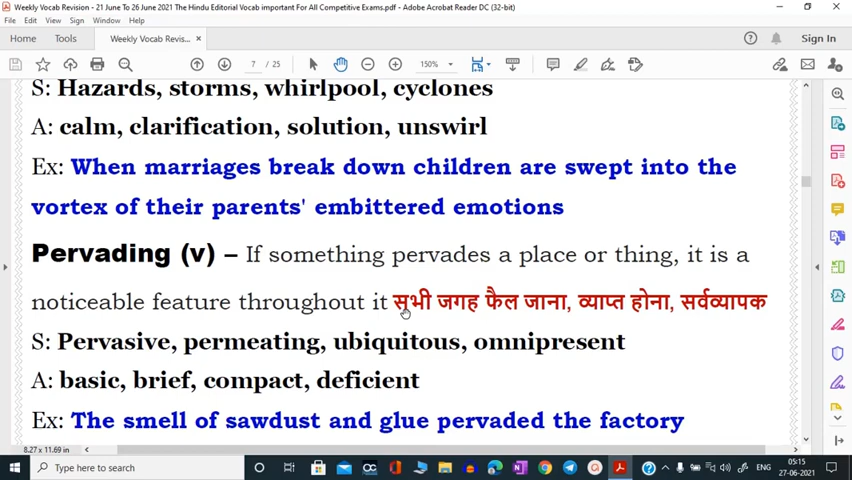 Weekly Vocab Revision - 21 June To 26 June 2021 The Hindu Editorial Vocab important For All Competitive Exams.pdf - Adobe Acrobat Reader DC (32-bit)
File Edit View Sign Window Help
Home Tools Weekly Vocab Revis... × Sign In
7 / 25 150%
S: Hazards, storms, whirlpool, cyclones
A: calm, clarification, solution, unswirl
Ex: When marriages break down children are swept into the
vortex of their parents' embittered emotions
Pervading (v) – If something pervades a place or thing, it is a
noticeable feature throughout it सभी जगह फैल जाना, व्याप्त होना, सर्वव्यापक
S: Pervasive, permeating, ubiquitous, omnipresent
A: basic, brief, compact, deficient
Ex: The smell of sawdust and glue pervaded the factory
8.27 x 11.69 in
Type here to search
ENG 05:15
27-06-2021